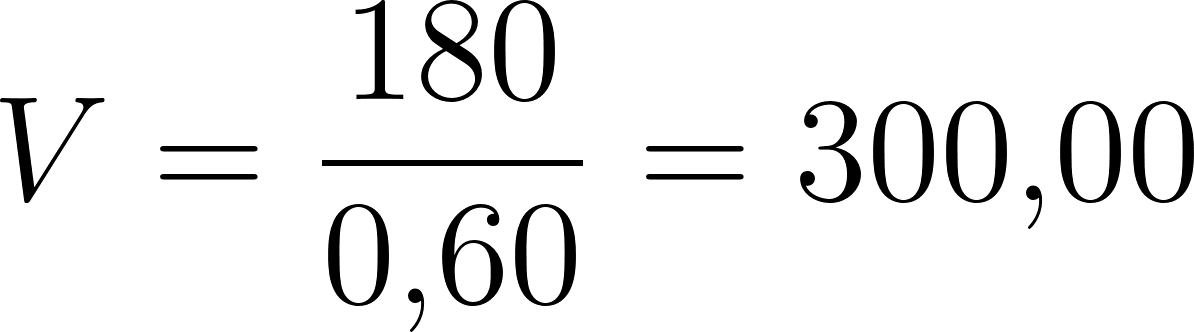 V = 180/0,60 = 300,00